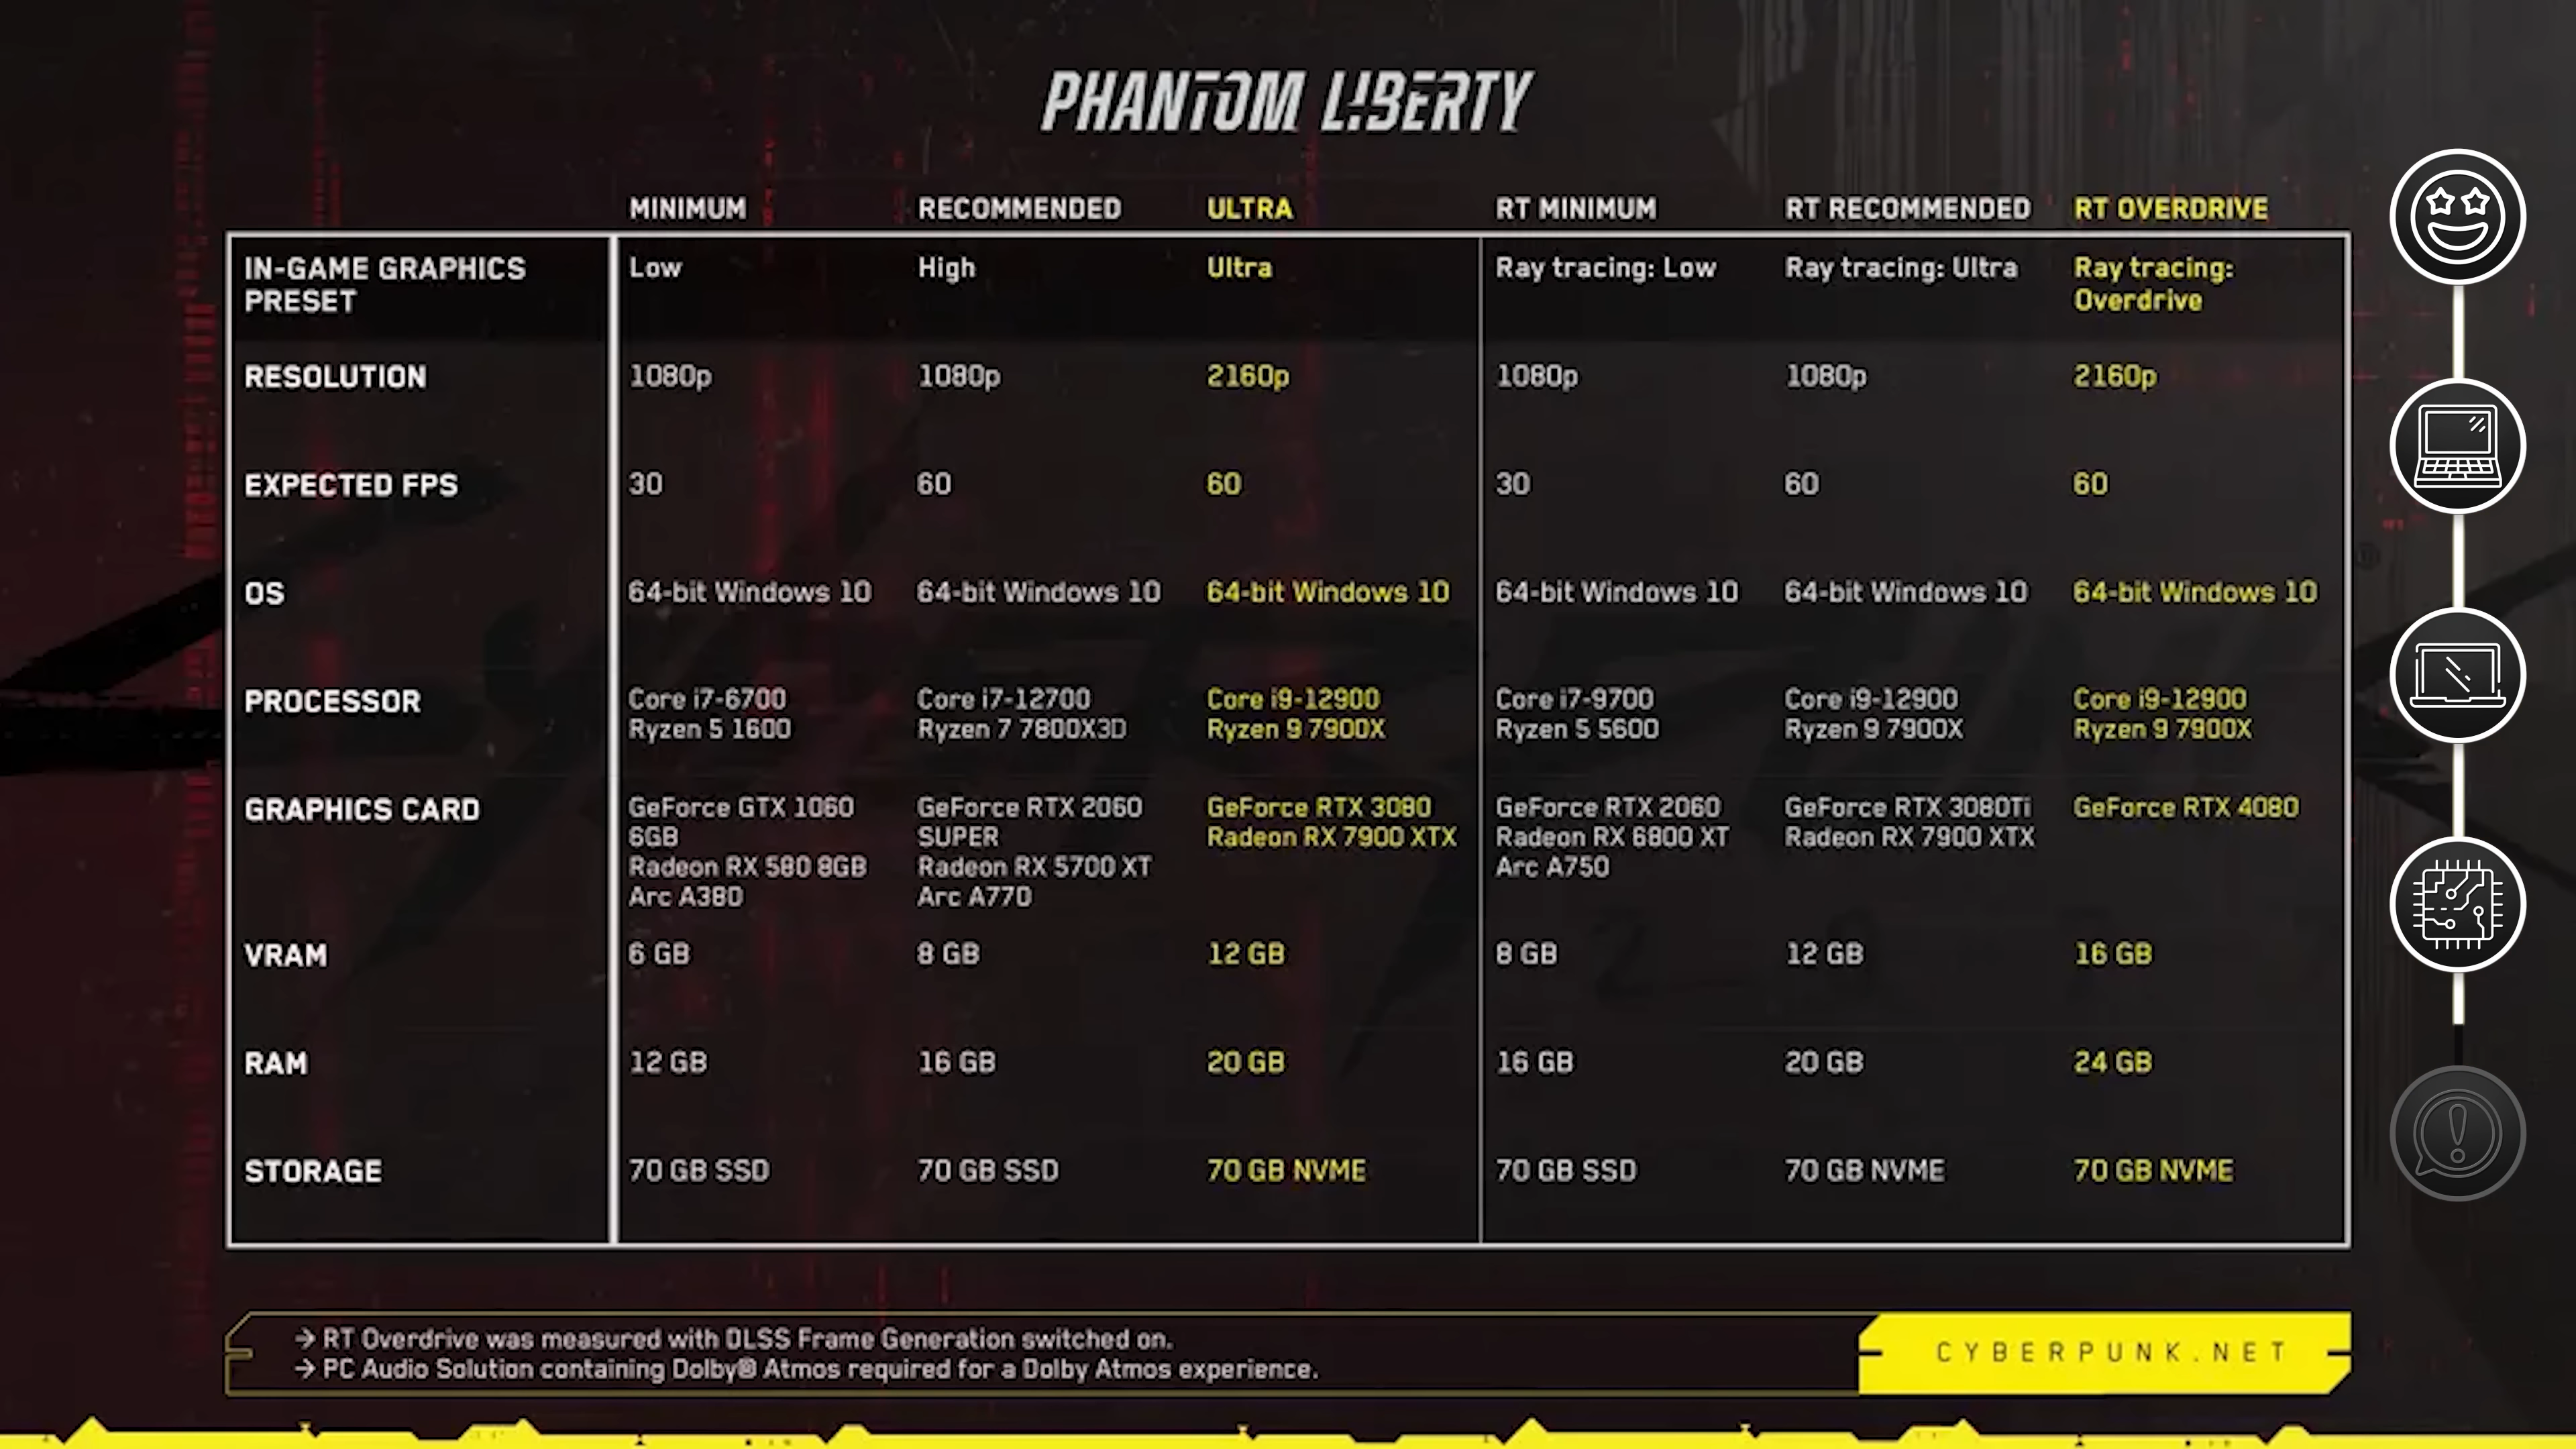 PHANTOM LIBERTY
MINIMUM RECOMMENDED ULTRA RT MINIMUM RT RECOMMENDED RT OVERDRIVE
IN-GAME GRAPHICS Low High Ultra Ray tracing: Low Ray tracing: Ultra Ray tracing:
PRESET Overdrive
RESOLUTION 1080p 1080p 2160p 1080p 1080p 2160p
EXPECTED FPS 30 60 60 30 60 60
OS 64-bit Windows 10 64-bit Windows 10 64-bit Windows 10 64-bit Windows 10 64-bit Windows 10 64-bit Windows 10
PROCESSOR Core i7-6700 Core i7-12700 Core i9-12900 Core i7-9700 Core i9-12900 Core i9-12900
Ryzen 5 1600 Ryzen 7 7800X3D Ryzen 9 7900X Ryzen 5 5600 Ryzen 9 7900X Ryzen 9 7900X
GRAPHICS CARD GeForce GTX 1060 GeForce RTX 2060 GeForce RTX 3080 GeForce RTX 2060 GeForce RTX 3080Ti GeForce RTX 4080
6GB SUPER Radeon RX 7900 XTX Radeon RX 6800 XT Radeon RX 7900 XTX
Radeon RX 580 8GB Radeon RX 5700 XT Arc A750
Arc A380 Arc A770
VRAM 6 GB 8 GB 12 GB 8 GB 12 GB 16 GB
RAM 12 GB 16 GB 20 GB 16 GB 20 GB 24 GB
STORAGE 70 GB SSD 70 GB SSD 70 GB NVME 70 GB SSD 70 GB NVME 70 GB NVME
→ RT Overdrive was measured with DLSS Frame Generation switched on.
→ PC Audio Solution containing Dolby® Atmos required for a Dolby Atmos experience.
CYBERPUNK.NET